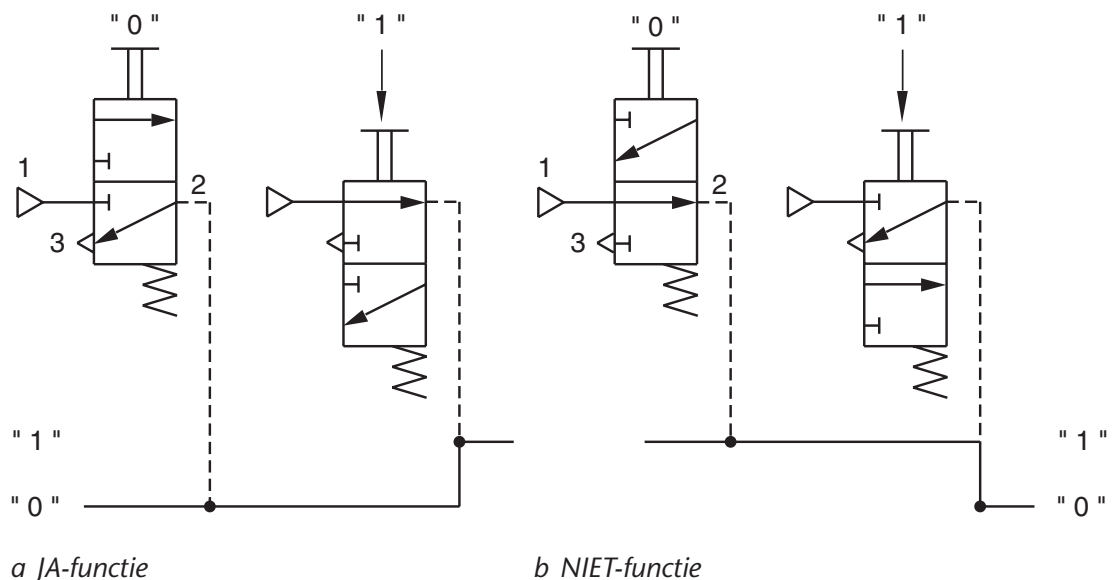 " 0 " " 1 " " 0 " " 1 "
1 2 1 2
3 3
" 1 " " 1 "
" 0 " " 0 "
a JA-functie b NIET-functie